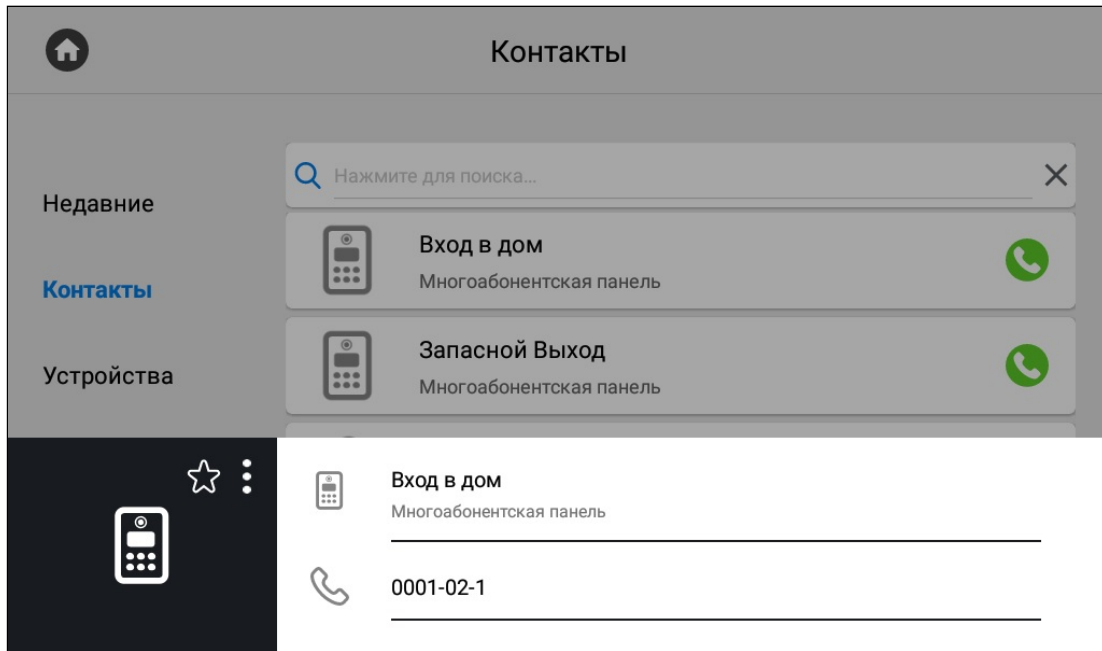 Контакты
Недавние
Контакты
Устройства
Нажмите для поиска...
Вход в дом
Многоабонентская панель
Запасной Выход
Многоабонентская панель
Вход в дом
Многоабонентская панель
0001-02-1